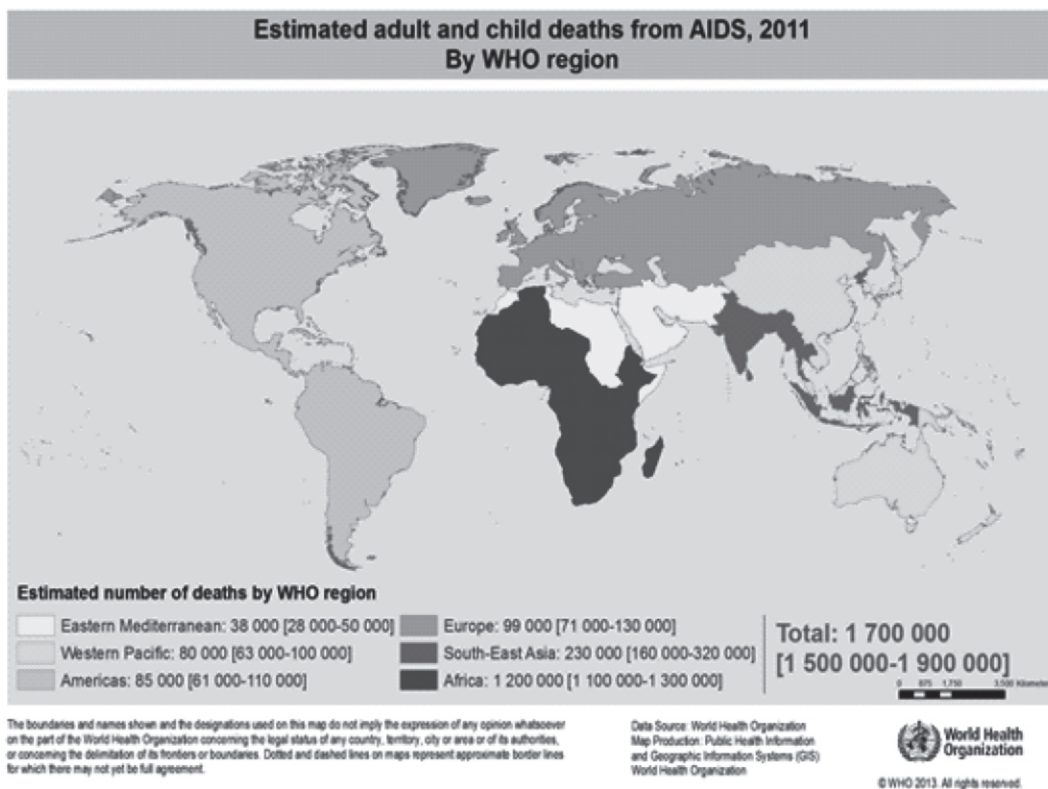 Estimated adult and child deaths from AIDS, 2011
By WHO region
Estimated number of deaths by WHO region
Eastern Mediterranean: 38 000 [28 000-50 000]
Western Pacific: 80 000 [63 000-100 000]
Americas: 85 000 [61 000-110 000]
Europe: 99 000 [71 000-130 000]
South-East Asia: 230 000 [160 000-320 000]
Africa: 1 200 000 [1 100 000-1 300 000]
Total: 1 700 000
[1 500 000-1 900 000]
0 875 1,750 3,500 Kilometers
The boundaries and names shown and the designations used on this map do not imply the expression of any opinion whatsoever
on the part of the World Health Organization concerning the legal status of any country, territory, city or area or of its authorities,
or concerning the delimitation of its frontiers or boundaries. Dotted and dashed lines on maps represent approximate border lines
for which there may not yet be full agreement.
Data Source: World Health Organization
Map Production: Public Health Information
and Geographic Information Systems (GIS)
World Health Organization
World Health
Organization
© WHO 2013. All rights reserved.